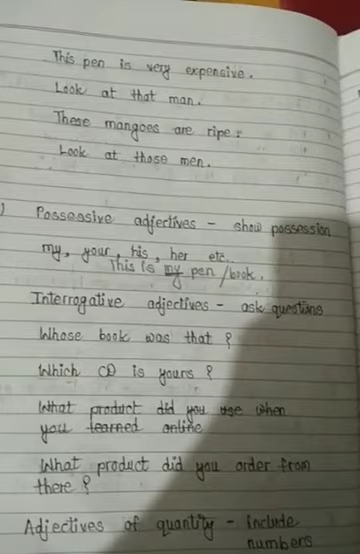 This pen is very expensive.
Look at that man.
These mangoes are ripe.
Look at those men.
) Possessive adjectives - show possession
my, your, his, her etc..
This is my pen /book.
Interrogative adjectives - ask questions
Whose book was that ?
Which CD is yours ?
What product did you use when
you learned online
What product did you order from
there ?
Adjectives of quantity - include
numbers